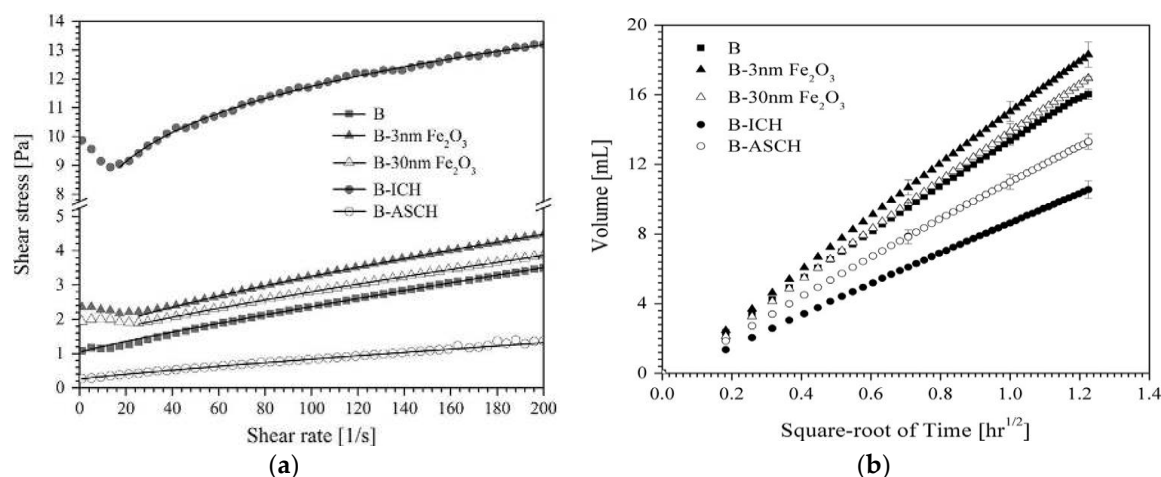 14
13
12
11
10
9
8
5
4
3
2
1
0
Shear stress [Pa]
B
B-3nm Fe₂O₃
B-30nm Fe₂O₃
B-ICH
B-ASCH
0 20 40 60 80 100 120 140 160 180 200
Shear rate [1/s]
(a)
20
16
12
8
4
0
Volume [mL]
B
B-3nm Fe₂O₃
B-30nm Fe₂O₃
B-ICH
B-ASCH
0.0 0.2 0.4 0.6 0.8 1.0 1.2 1.4
Square-root of Time [hr^1/2]
(b)